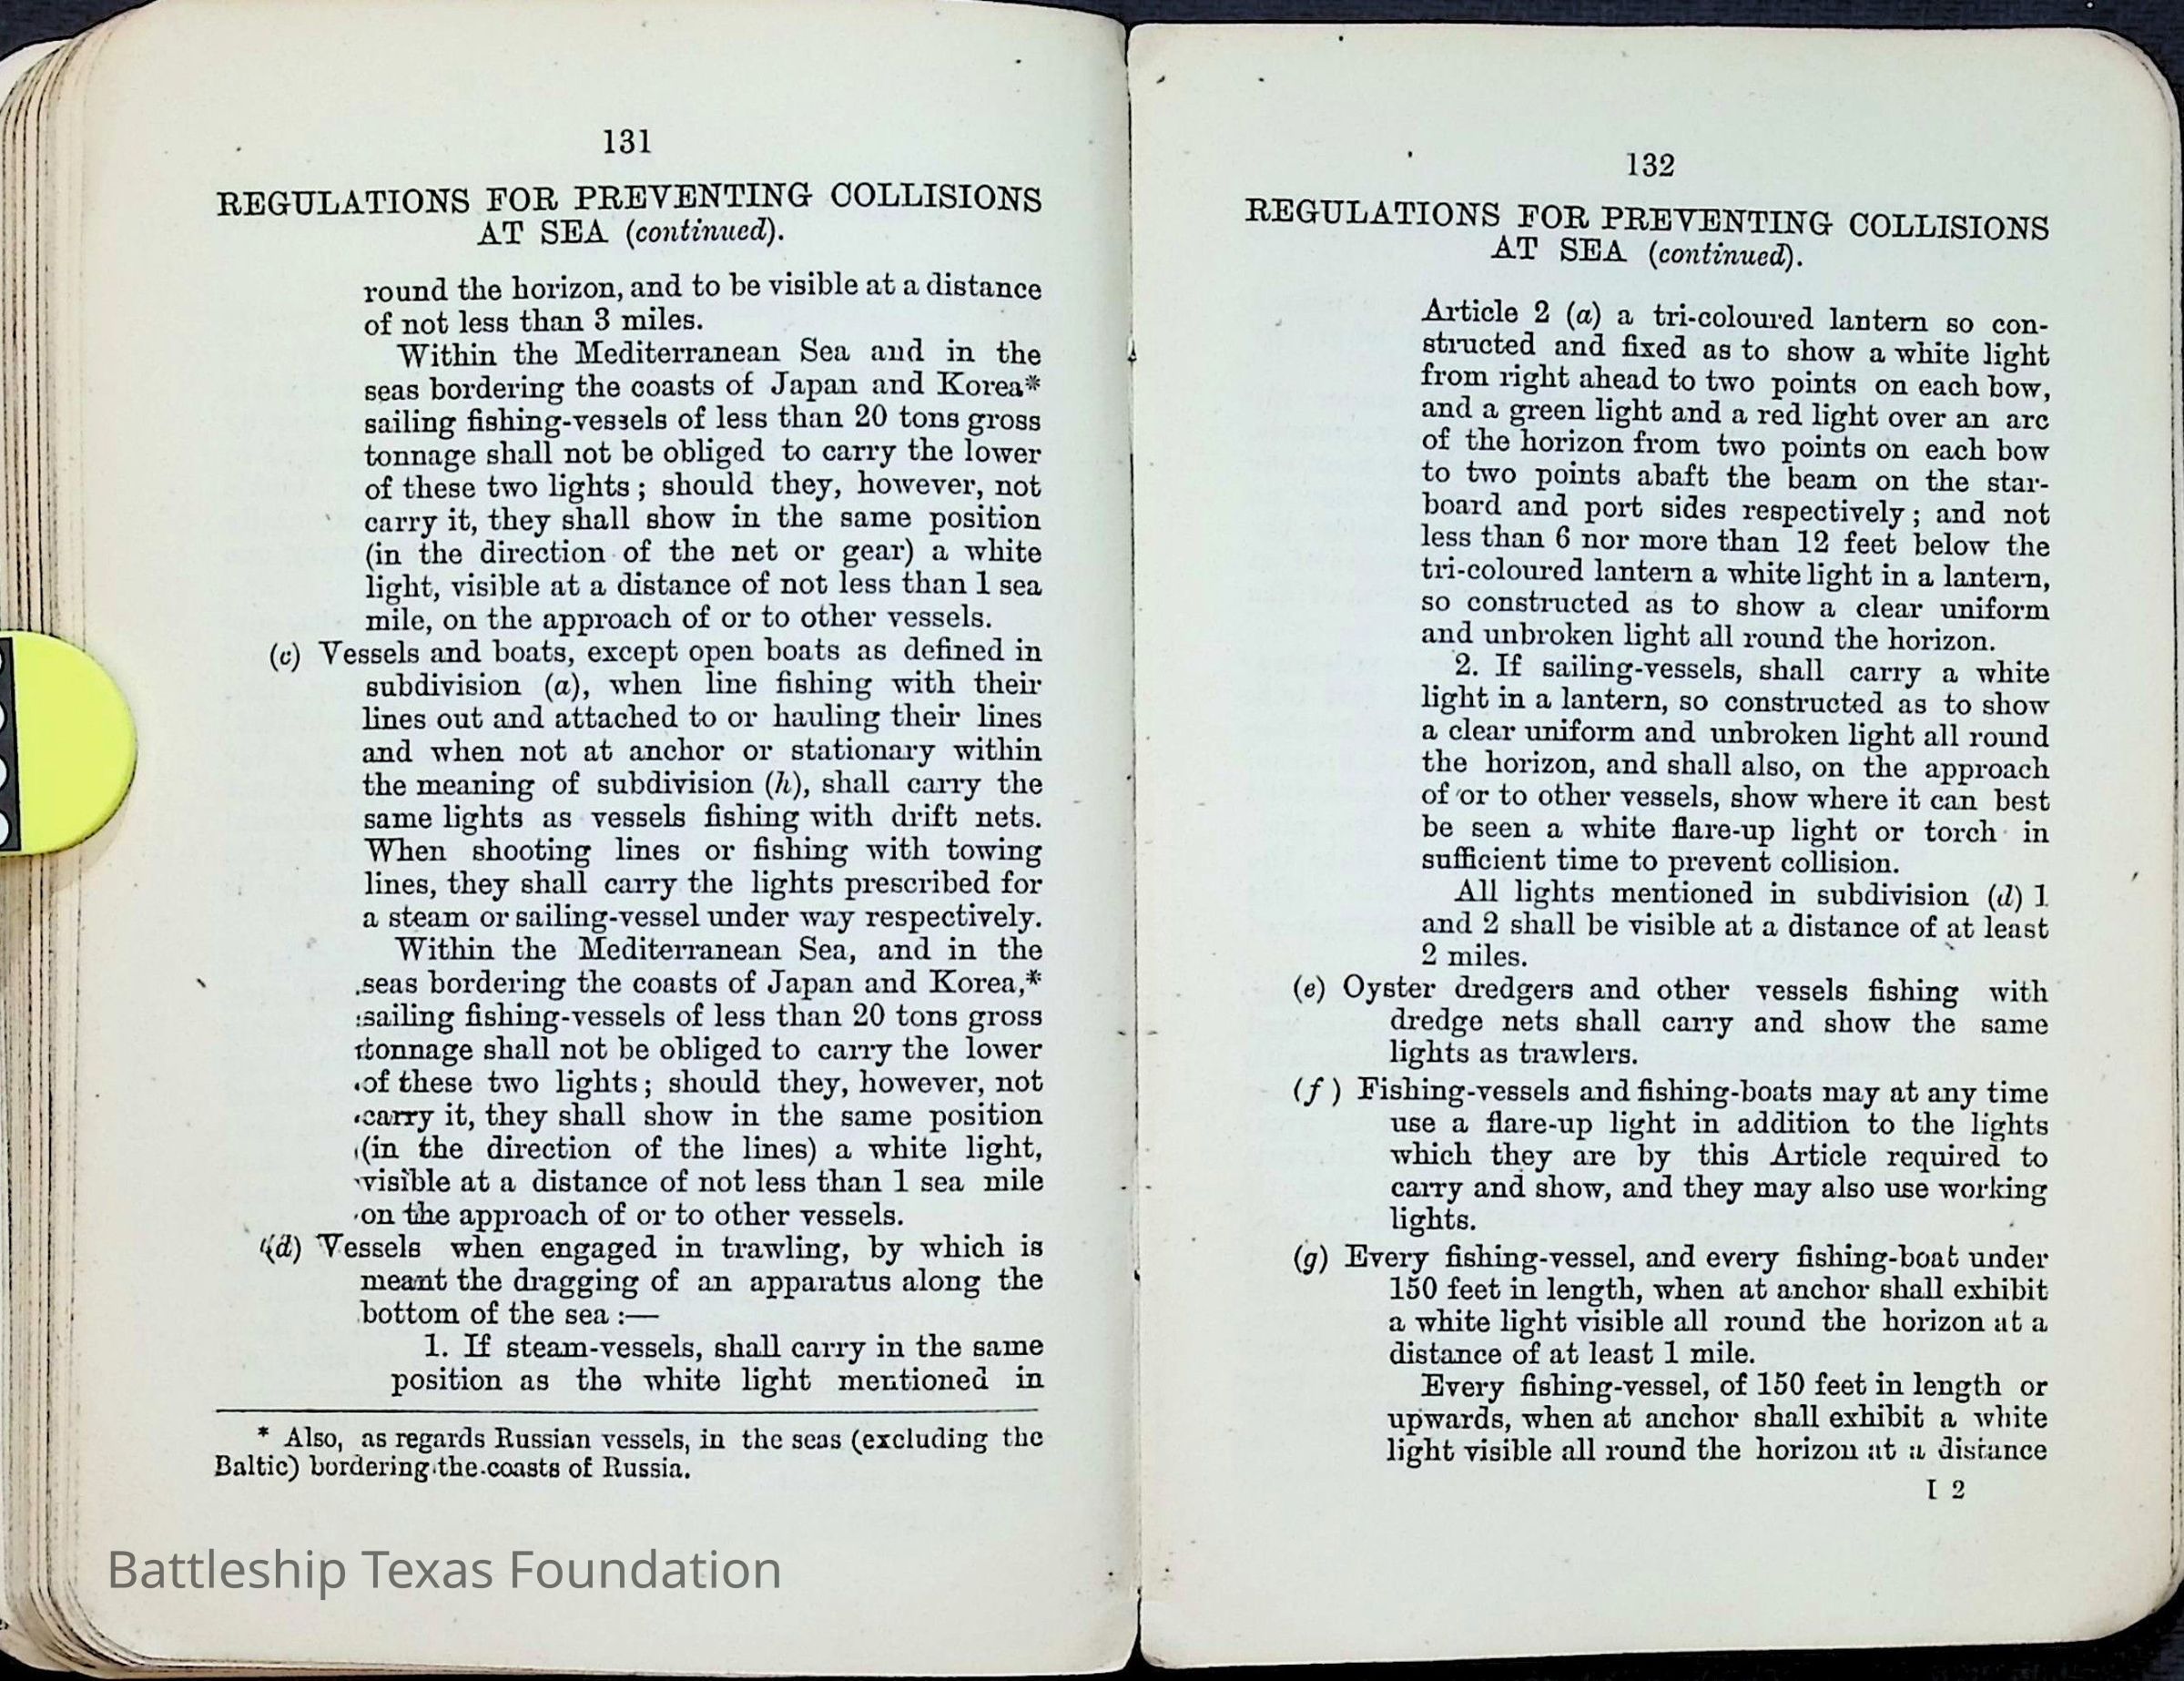 131
REGULATIONS FOR PREVENTING COLLISIONS
AT SEA (continued).
round the horizon, and to be visible at a distance
of not less than 3 miles.
Within the Mediterranean Sea and in the
seas bordering the coasts of Japan and Korea*
sailing fishing-vessels of less than 20 tons gross
tonnage shall not be obliged to carry the lower
of these two lights; should they, however, not
carry it, they shall show in the same position
(in the direction of the net or gear) a white
light, visible at a distance of not less than 1 sea
mile, on the approach of or to other vessels.
(c) Vessels and boats, except open boats as defined in
subdivision (a), when line fishing with their
lines out and attached to or hauling their lines
and when not at anchor or stationary within
the meaning of subdivision (h), shall carry the
same lights as vessels fishing with drift nets.
When shooting lines or fishing with towing
lines, they shall carry the lights prescribed for
a steam or sailing-vessel under way respectively.
Within the Mediterranean Sea, and in the
seas bordering the coasts of Japan and Korea,*
sailing fishing-vessels of less than 20 tons gross
tonnage shall not be obliged to carry the lower
of these two lights; should they, however, not
carry it, they shall show in the same position
(in the direction of the lines) a white light,
visible at a distance of not less than 1 sea mile
on the approach of or to other vessels.
(d) Vessels when engaged in trawling, by which is
meant the dragging of an apparatus along the
bottom of the sea :—
1. If steam-vessels, shall carry in the same
position as the white light mentioned in
* Also, as regards Russian vessels, in the seas (excluding the
Baltic) bordering the coasts of Russia.
Battleship Texas Foundation
132
REGULATIONS FOR PREVENTING COLLISIONS
AT SEA (continued).
Article 2 (a) a tri-coloured lantern so con-
structed and fixed as to show a white light
from right ahead to two points on each bow,
and a green light and a red light over an arc
of the horizon from two points on each bow
to two points abaft the beam on the star-
board and port sides respectively; and not
less than 6 nor more than 12 feet below the
tri-coloured lantern a white light in a lantern,
so constructed as to show a clear uniform
and unbroken light all round the horizon.
2. If sailing-vessels, shall carry a white
light in a lantern, so constructed as to show
a clear uniform and unbroken light all round
the horizon, and shall also, on the approach
of or to other vessels, show where it can best
be seen a white flare-up light or torch in
sufficient time to prevent collision.
All lights mentioned in subdivision (d) 1
and 2 shall be visible at a distance of at least
2 miles.
(e) Oyster dredgers and other vessels fishing with
dredge nets shall carry and show the same
lights as trawlers.
(f) Fishing-vessels and fishing-boats may at any time
use a flare-up light in addition to the lights
which they are by this Article required to
carry and show, and they may also use working
lights.
(g) Every fishing-vessel, and every fishing-boat under
150 feet in length, when at anchor shall exhibit
a white light visible all round the horizon at a
distance of at least 1 mile.
Every fishing-vessel, of 150 feet in length or
upwards, when at anchor shall exhibit a white
light visible all round the horizon at a distance
I 2